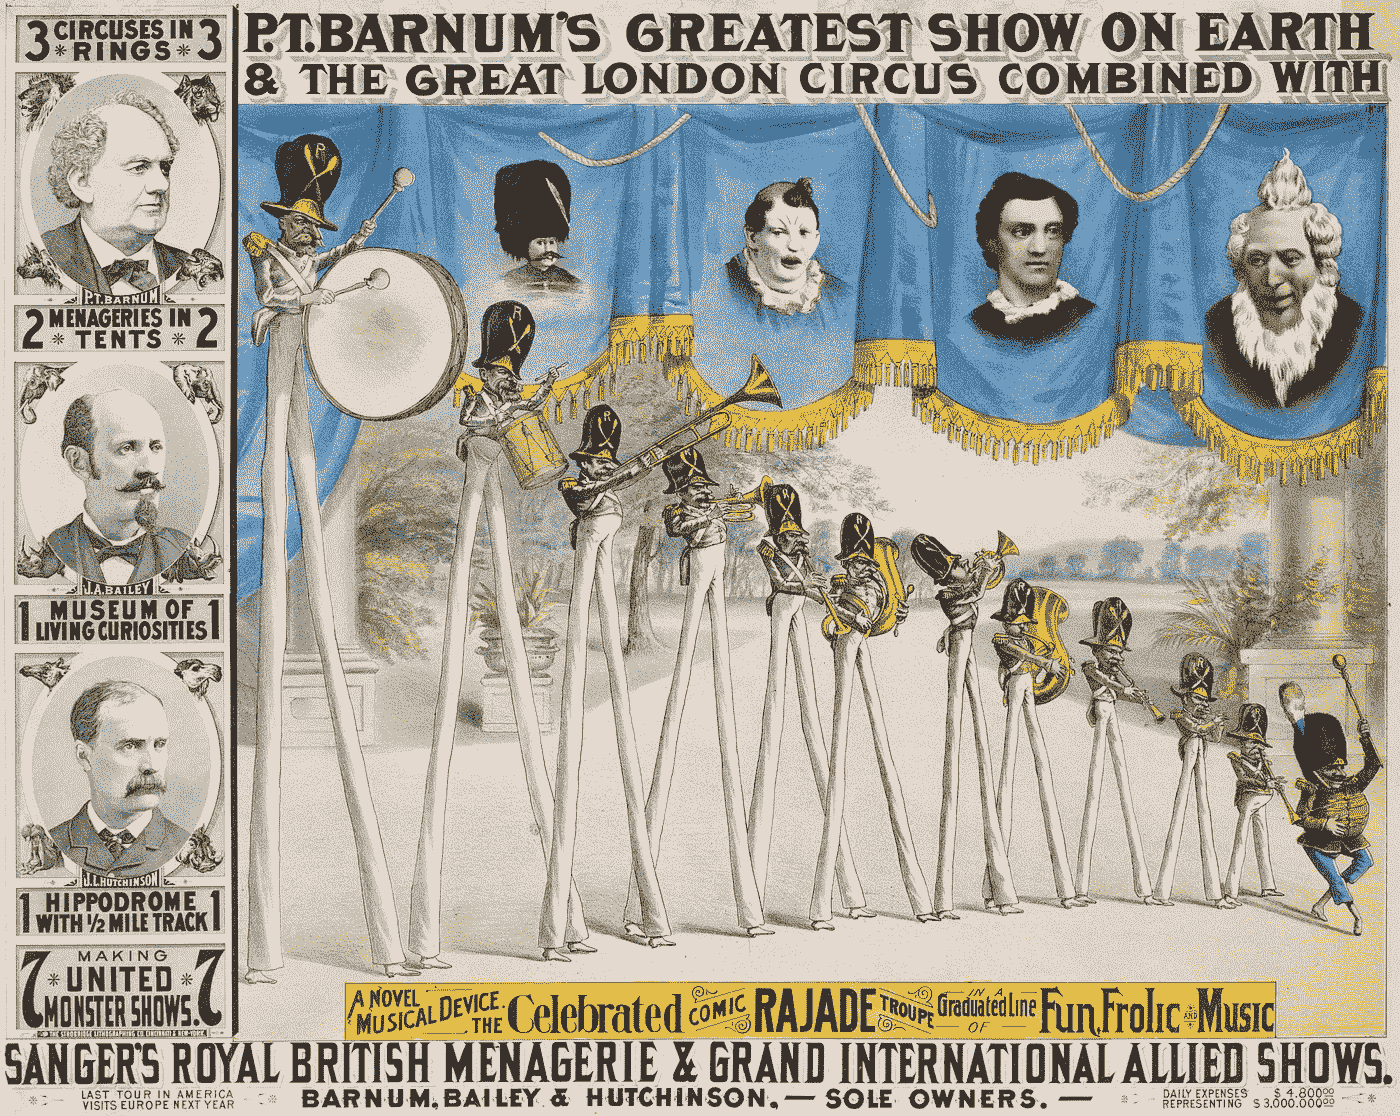 P.T. BARNUM'S GREATEST SHOW ON EARTH
& THE GREAT LONDON CIRCUS COMBINED WITH
3 CIRCUSES IN 3
RINGS
P.T. BARNUM
2 MENAGERIES IN 2
TENTS
J.A. BAILEY
1 MUSEUM OF 1
LIVING CURIOSITIES
J.L. HUTCHINSON
1 HIPPODROME 1
WITH 1/2 MILE TRACK
MAKING
7 UNITED 7
MONSTER SHOWS.
THE STROBRIDGE LITHOGRAPHING CO. CINCINNATI & NEW-YORK.
R
R
R
R
R
A NOVEL MUSICAL DEVICE. THE Celebrated COMIC RAJADE TROUPE IN A Graduated Line OF Fun, Frolic AND Music
SANGER'S ROYAL BRITISH MENAGERIE & GRAND INTERNATIONAL ALLIED SHOWS.
LAST TOUR IN AMERICA
VISITS EUROPE NEXT YEAR
BARNUM, BAILEY & HUTCHINSON, — SOLE OWNERS. —
DAILY EXPENSES $4.800.00
REPRESENTING $3.000.000.00